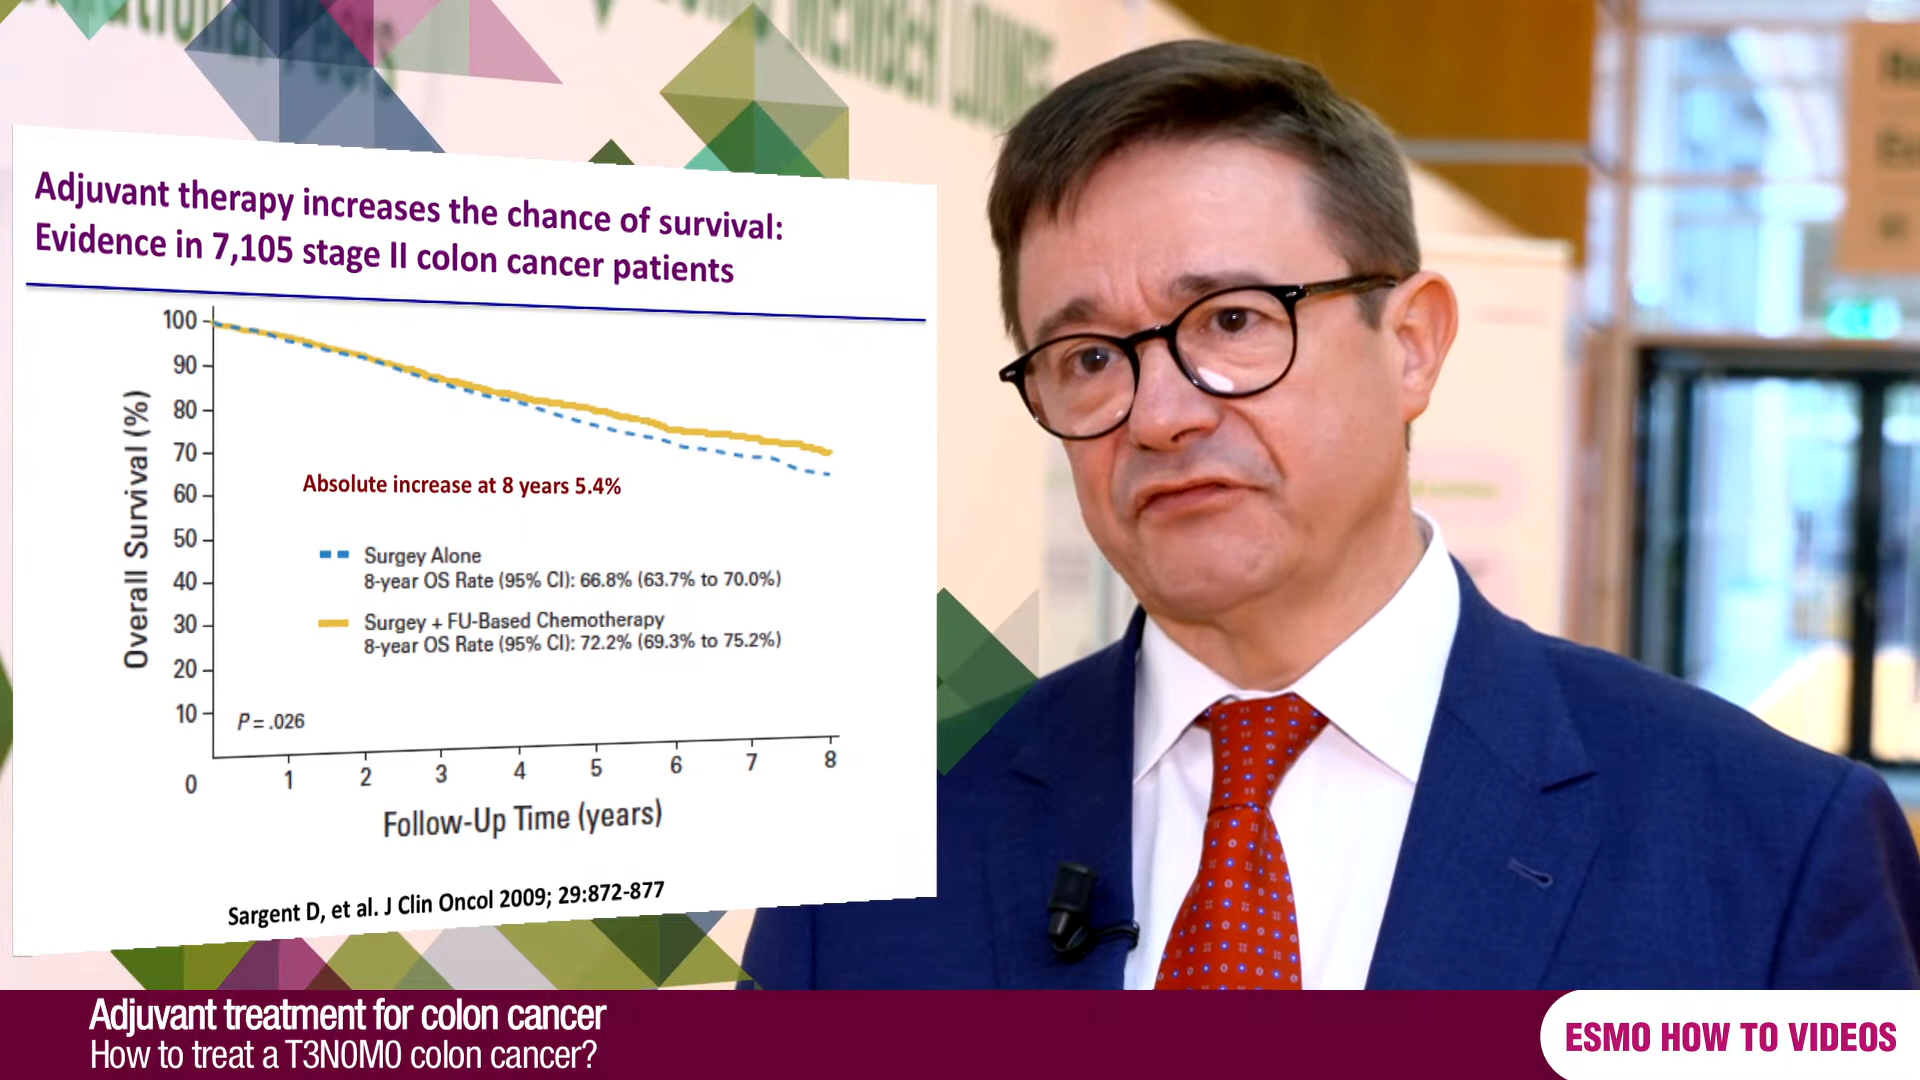 MEMBER LOUNGE
Adjuvant therapy increases the chance of survival:
Evidence in 7,105 stage II colon cancer patients
100
90
80
70
60
50
40
30
20
10
0
Overall Survival (%)
Absolute increase at 8 years 5.4%
Surgey Alone
8-year OS Rate (95% CI): 66.8% (63.7% to 70.0%)
Surgey + FU-Based Chemotherapy
8-year OS Rate (95% CI): 72.2% (69.3% to 75.2%)
P = .026
1 2 3 4 5 6 7 8
Follow-Up Time (years)
Sargent D, et al. J Clin Oncol 2009; 29:872-877
Adjuvant treatment for colon cancer
How to treat a T3N0M0 colon cancer?
ESMO HOW TO VIDEOS